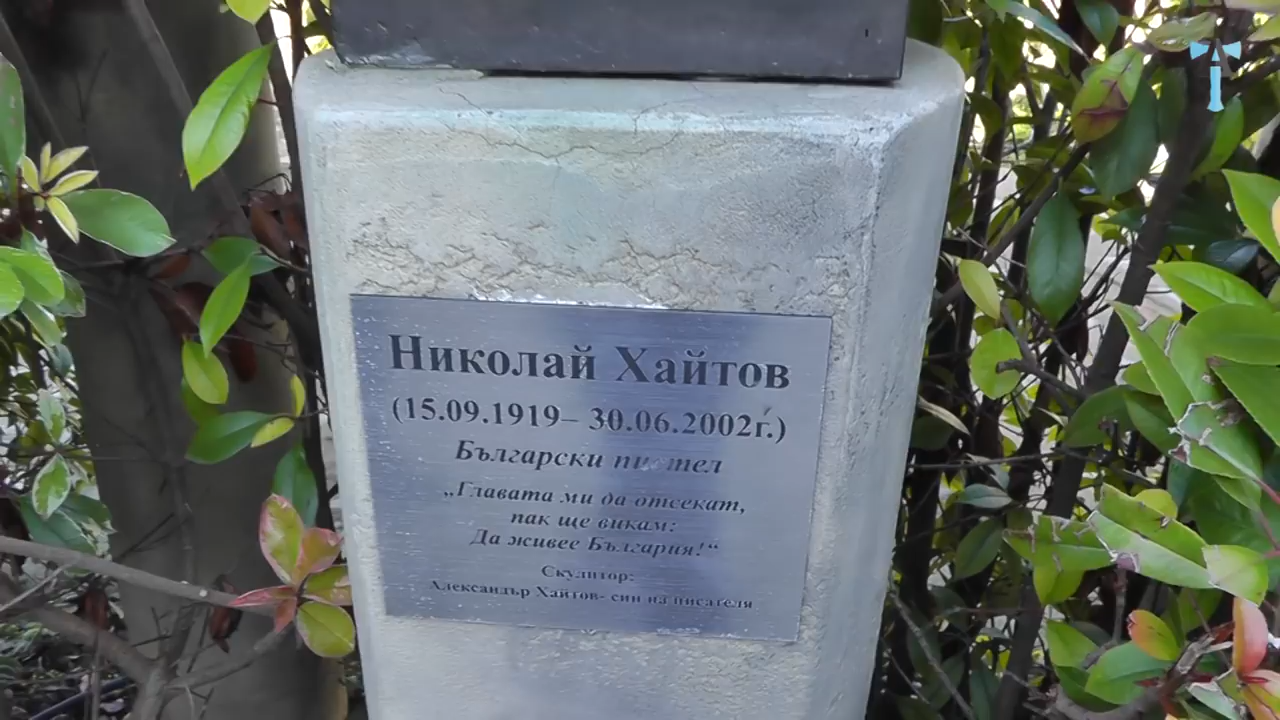 Николай Хайтов
(15.09.1919– 30.06.2002г.)
Български писател
„Главата ми да отсекат,
пак ще викам:
Да живее България!“
Скулптор:
Александър Хайтов- син на писателя